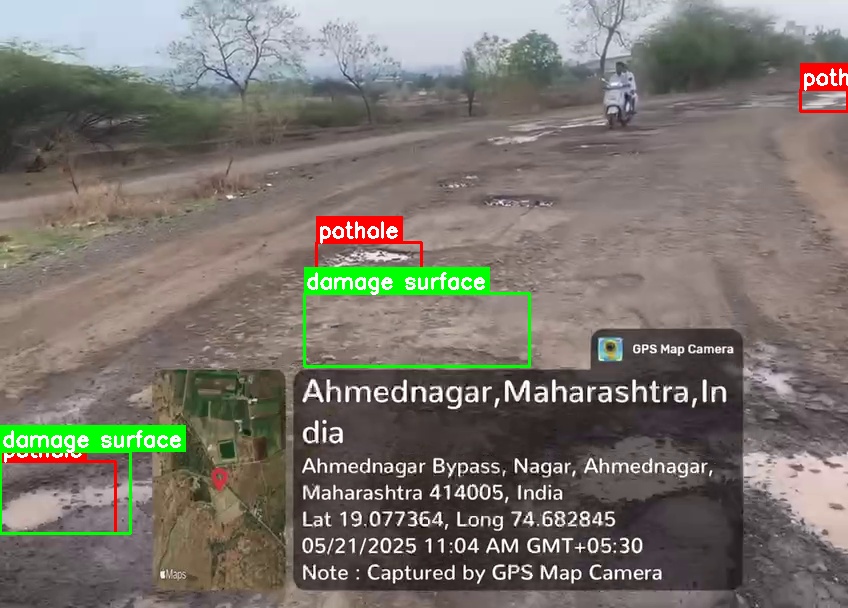 poth
pothole
damage surface
GPS Map Camera
Ahmednagar,Maharashtra,In
dia
damage surface
pothole
Ahmednagar Bypass, Nagar, Ahmednagar,
Maharashtra 414005, India
Lat 19.077364, Long 74.682845
05/21/2025 11:04 AM GMT+05:30
Note : Captured by GPS Map Camera
Maps